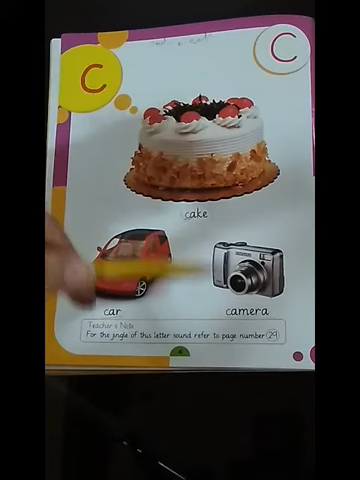 C
C
cake
car
camera
Teacher's Note
For the jingle of this letter sound refer to page number 29